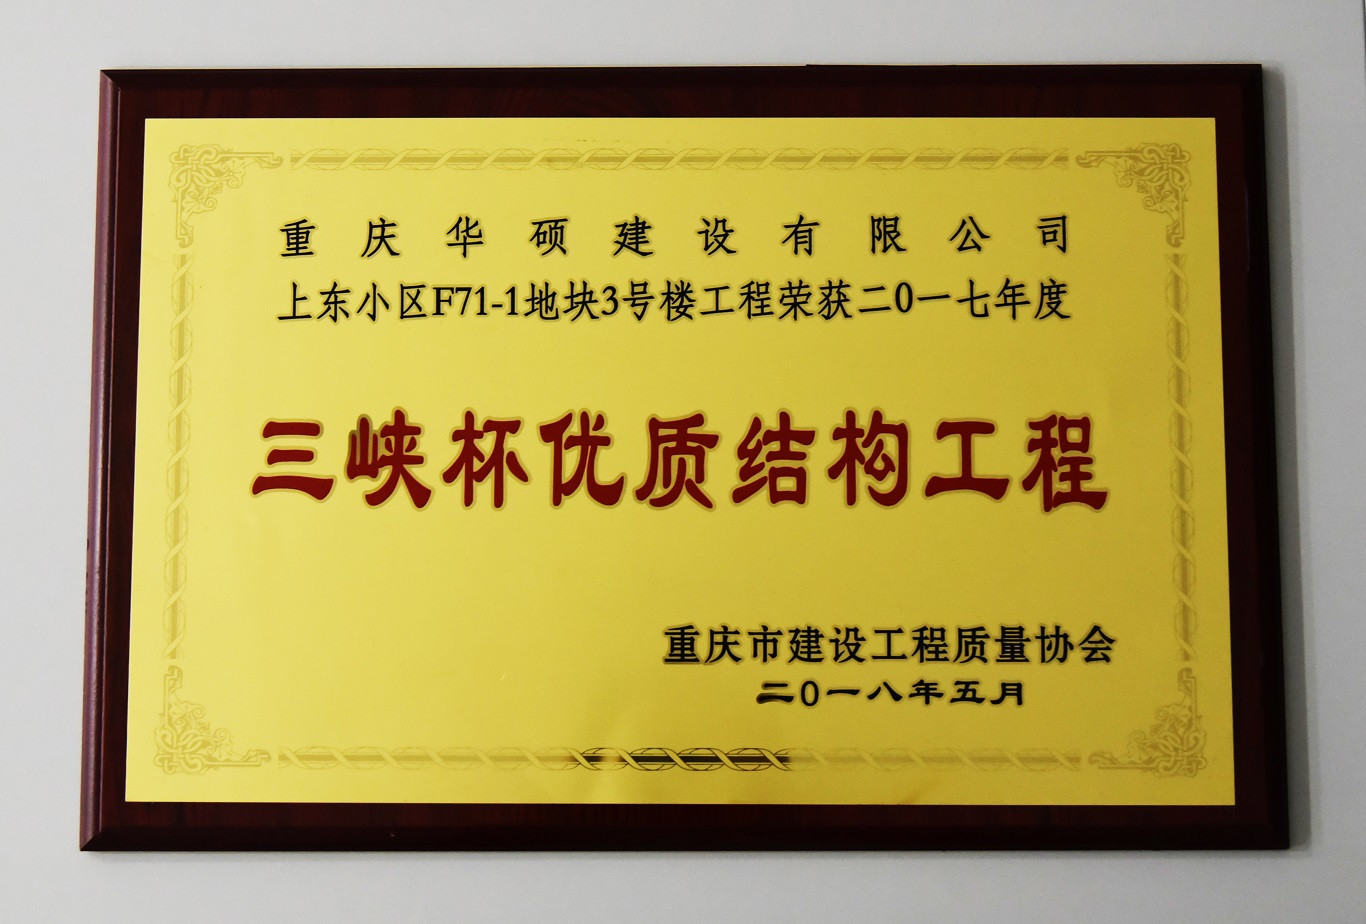 重庆华硕建设有限公司
上东小区F71-1地块3号楼工程荣获二0一七年度
三峡杯优质结构工程
重庆市建设工程质量协会
二0一八年五月